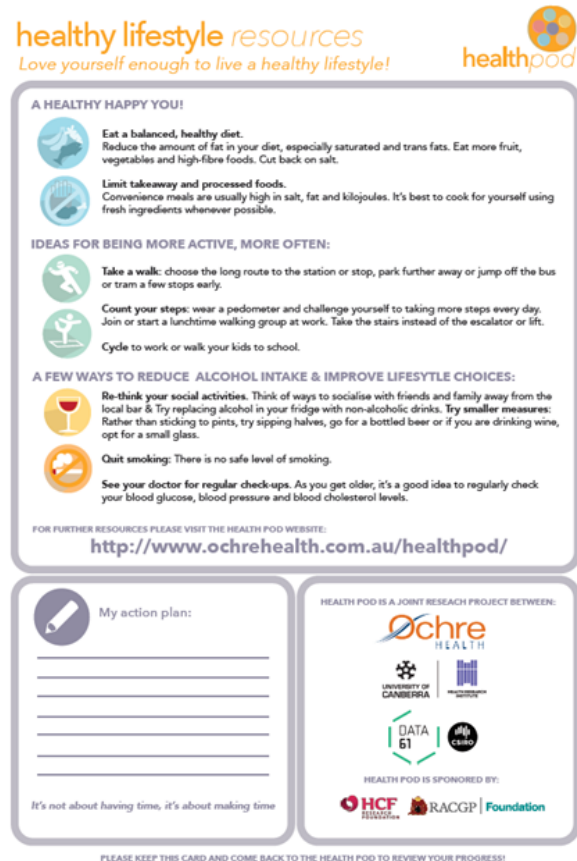 healthy lifestyle resources
Love yourself enough to live a healthy lifestyle!
healthpod
A HEALTHY HAPPY YOU!
Eat a balanced, healthy diet.
Reduce the amount of fat in your diet, especially saturated and trans fats. Eat more fruit,
vegetables and high-fibre foods. Cut back on salt.
Limit takeaway and processed foods.
Convenience meals are usually high in salt, fat and kilojoules. It's best to cook for yourself using
fresh ingredients whenever possible.
IDEAS FOR BEING MORE ACTIVE, MORE OFTEN:
Take a walk: choose the long route to the station or stop, park further away or jump off the bus
or tram a few stops early.
Count your steps: wear a pedometer and challenge yourself to taking more steps every day.
Join or start a lunchtime walking group at work. Take the stairs instead of the escalator or lift.
Cycle to work or walk your kids to school.
A FEW WAYS TO REDUCE ALCOHOL INTAKE & IMPROVE LIFESYTLE CHOICES:
Re-think your social activities. Think of ways to socialise with friends and family away from the
local bar & Try replacing alcohol in your fridge with non-alcoholic drinks. Try smaller measures:
Rather than sticking to pints, try sipping halves, go for a bottled beer or if you are drinking wine,
opt for a small glass.
Quit smoking: There is no safe level of smoking.
See your doctor for regular check-ups. As you get older, it's a good idea to regularly check
your blood glucose, blood pressure and blood cholesterol levels.
FOR FURTHER RESOURCES PLEASE VISIT THE HEALTH POD WEBSITE:
http://www.ochrehealth.com.au/healthpod/
My action plan:
It's not about having time, it's about making time
HEALTH POD IS A JOINT RESEACH PROJECT BETWEEN:
Ochre
HEALTH
UNIVERSITY OF
CANBERRA
HEALTH RESEARCH
INSTITUTE
DATA
61
CSIRO
HEALTH POD IS SPONORED BY:
HCF
RESEARCH
FOUNDATION
RACGP Foundation
PLEASE KEEP THIS CARD AND COME BACK TO THE HEALTH POD TO REVIEW YOUR PROGRESS!